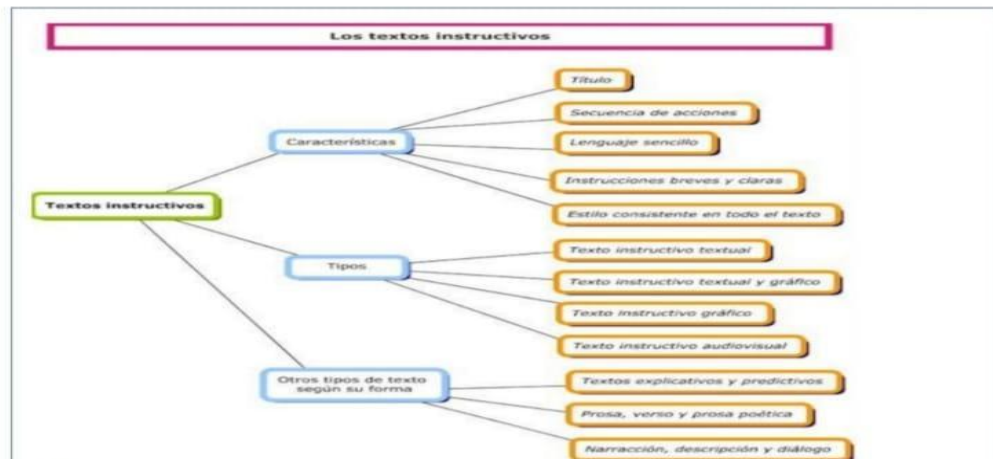 Los textos instructivos
Título
Secuencia de acciones
Características
Lenguaje sencillo
Instrucciones breves y claras
Textos instructivos
Estilo consistente en todo el texto
Texto instructivo textual
Tipos
Texto instructivo textual y gráfico
Texto instructivo gráfico
Texto instructivo audiovisual
Otros tipos de texto
según su forma
Textos explicativos y predictivos
Prosa, verso y prosa poética
Narracción, descripción y diálogo